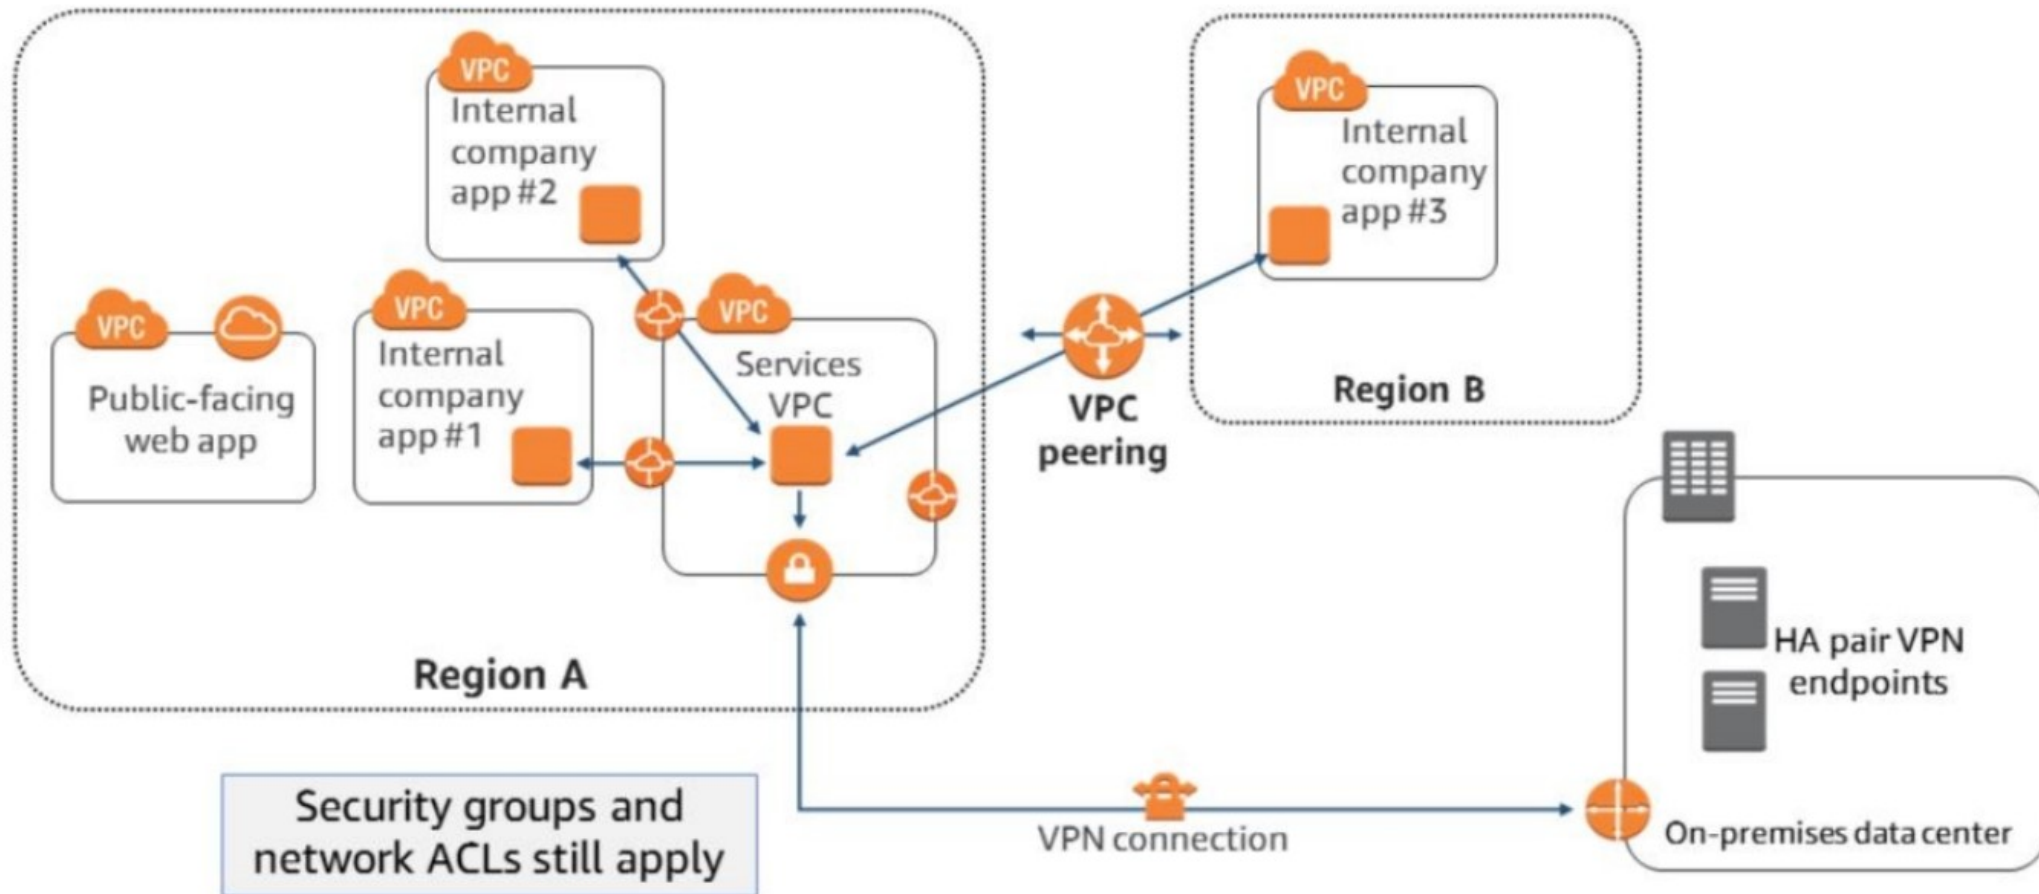 VPC
Internal
company
app #2
VPC
Public-facing
web app
VPC
Internal
company
app #1
VPC
Services
VPC
Region A
VPC
peering
VPC
Internal
company
app #3
Region B
Security groups and
network ACLs still apply
VPN connection
HA pair VPN
endpoints
On-premises data center